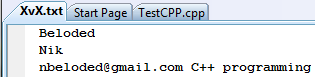 XvX.txt Start Page TestCPP.cpp
Beloded
Nik
nbeloded@gmail.com C++ programming